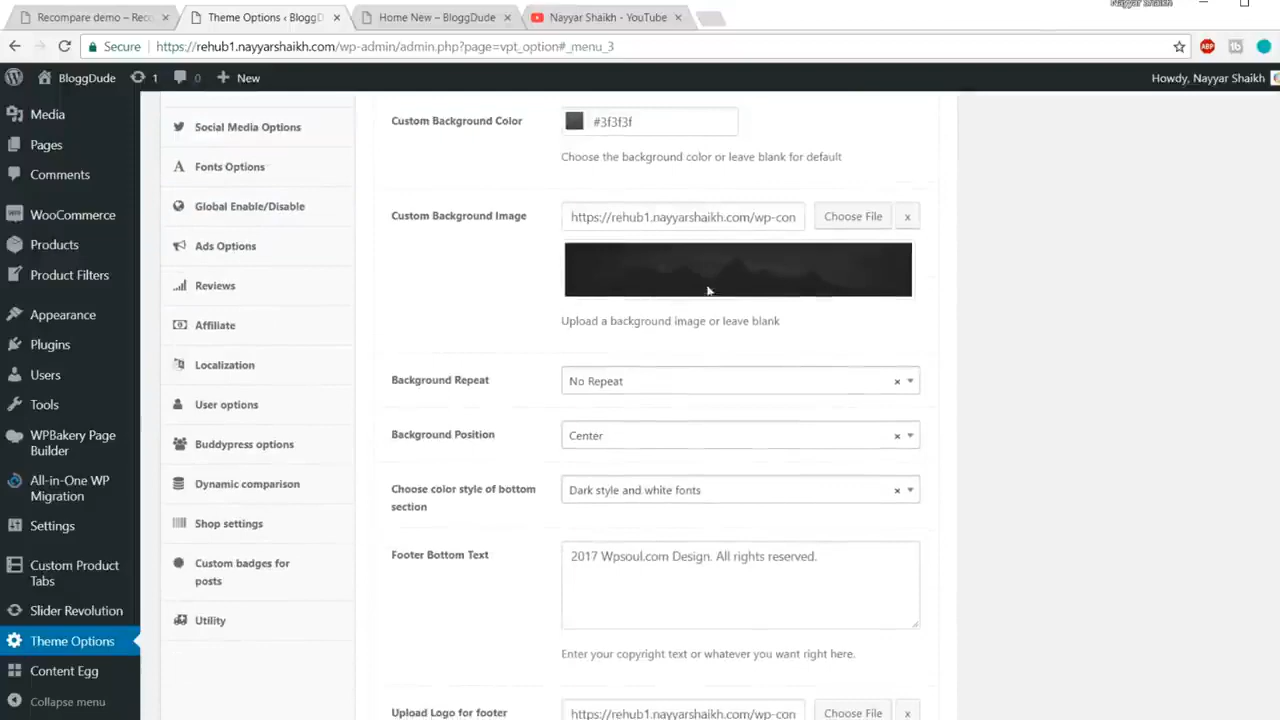 Nayyar Shaikh
Recompare demo – Rec
Theme Options ‹ BloggD
Home New – BloggDude
Nayyar Shaikh - YouTube
Secure
https://rehub1.nayyarshaikh.com/wp-admin/admin.php?page=vpt_option#_menu_3
ABP
BloggDude
1
0
New
Howdy, Nayyar Shaikh
Media
Pages
Comments
WooCommerce
Products
Product Filters
Appearance
Plugins
Users
Tools
WPBakery Page
Builder
All-in-One WP
Migration
Settings
Custom Product
Tabs
Slider Revolution
Theme Options
Content Egg
Collapse menu
Social Media Options
Fonts Options
Global Enable/Disable
Ads Options
Reviews
Affiliate
Localization
User options
Buddypress options
Dynamic comparison
Shop settings
Custom badges for
posts
Utility
Custom Background Color
#3f3f3f
Choose the background color or leave blank for default
Custom Background Image
https://rehub1.nayyarshaikh.com/wp-con
Choose File
x
Upload a background image or leave blank
Background Repeat
No Repeat
Background Position
Center
Choose color style of bottom
section
Dark style and white fonts
Footer Bottom Text
2017 Wpsoul.com Design. All rights reserved.
Enter your copyright text or whatever you want right here.
Upload Logo for footer
https://rehub1.nayyarshaikh.com/wp-con
Choose File
x